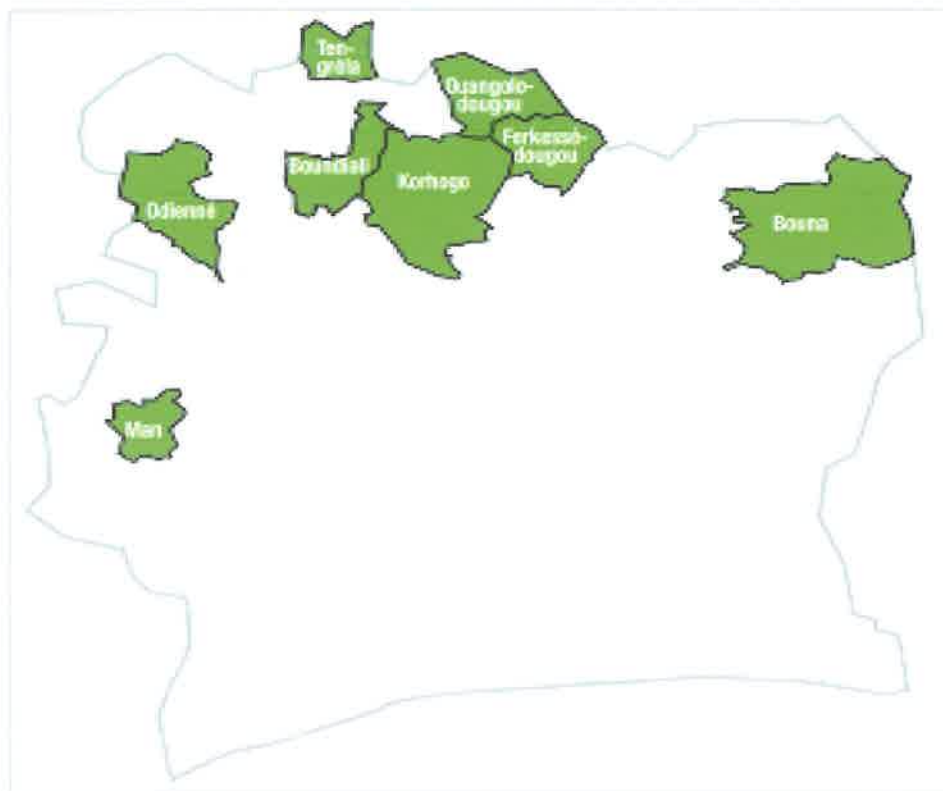 Ten-
gréla
Ouangolo-
dougou
Ferkessé-
dougou
Boundiali
Korhogo
Odienné
Bouna
Man